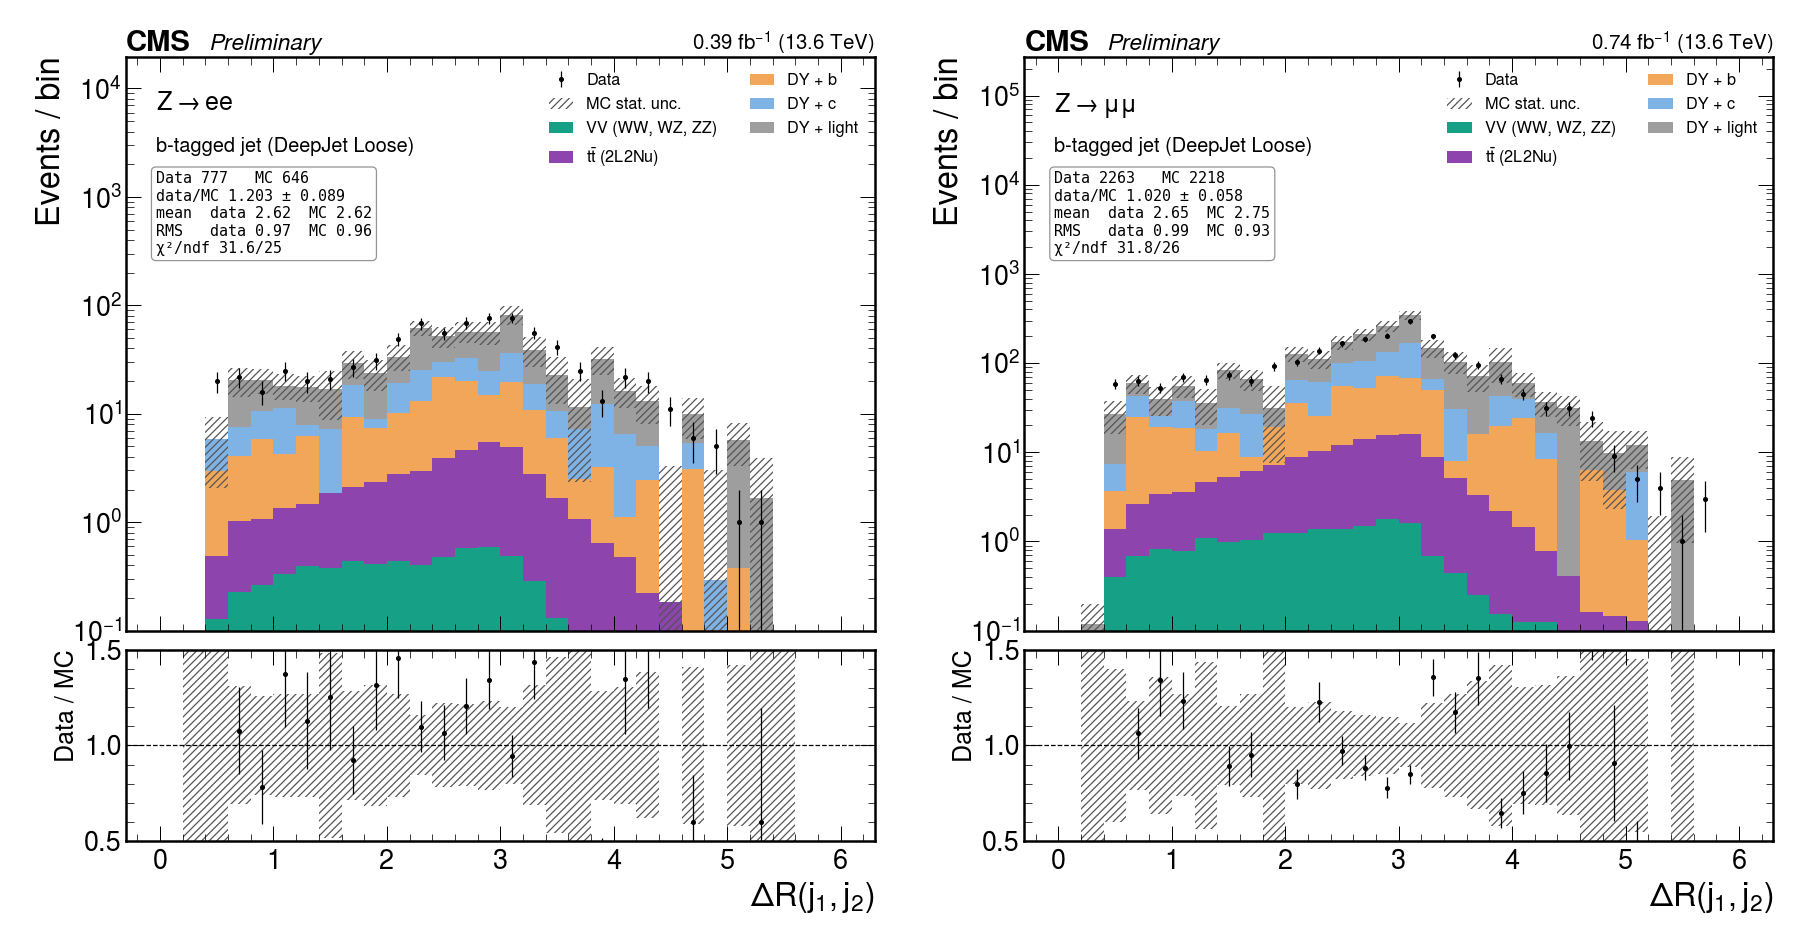 CMS Preliminary 0.39 fb⁻¹ (13.6 TeV)
Events / bin
10⁴
10³
10²
10¹
10⁰
10⁻¹
Z→ee
b-tagged jet (DeepJet Loose)
Data 777 MC 646
data/MC 1.203 ± 0.089
mean data 2.62 MC 2.62
RMS data 0.97 MC 0.96
χ²/ndf 31.6/25
Data
MC stat. unc.
VV (WW, WZ, ZZ)
tt̄ (2L2Nu)
DY + b
DY + c
DY + light
Data / MC
1.5
1.0
0.5
0 1 2 3 4 5 6
ΔR(j₁, j₂)
CMS Preliminary 0.74 fb⁻¹ (13.6 TeV)
Events / bin
10⁵
10⁴
10³
10²
10¹
10⁰
10⁻¹
Z→μμ
b-tagged jet (DeepJet Loose)
Data 2263 MC 2218
data/MC 1.020 ± 0.058
mean data 2.65 MC 2.75
RMS data 0.99 MC 0.93
χ²/ndf 31.8/26
Data
MC stat. unc.
VV (WW, WZ, ZZ)
tt̄ (2L2Nu)
DY + b
DY + c
DY + light
Data / MC
1.5
1.0
0.5
0 1 2 3 4 5 6
ΔR(j₁, j₂)